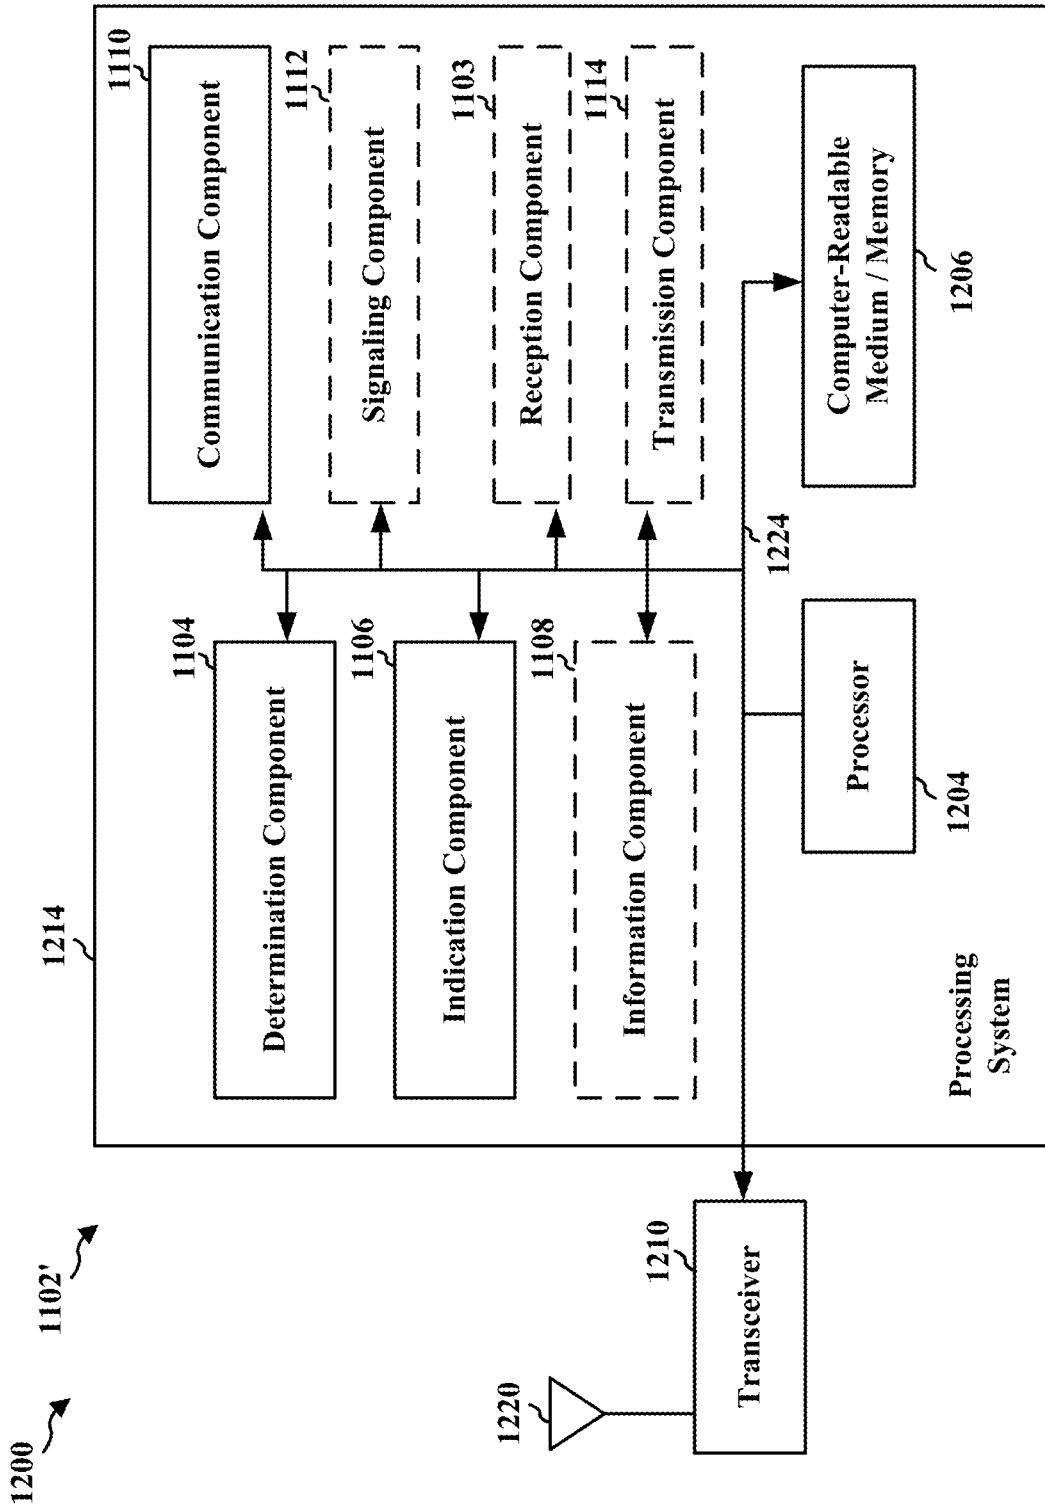 1200
1102'
1214
1220
1210
Transceiver
1104
Determination Component
1106
Indication Component
1108
Information Component
1110
Communication Component
1112
Signaling Component
1103
Reception Component
1114
Transmission Component
1224
Processing
System
Processor
1204
Computer-Readable
Medium / Memory
1206